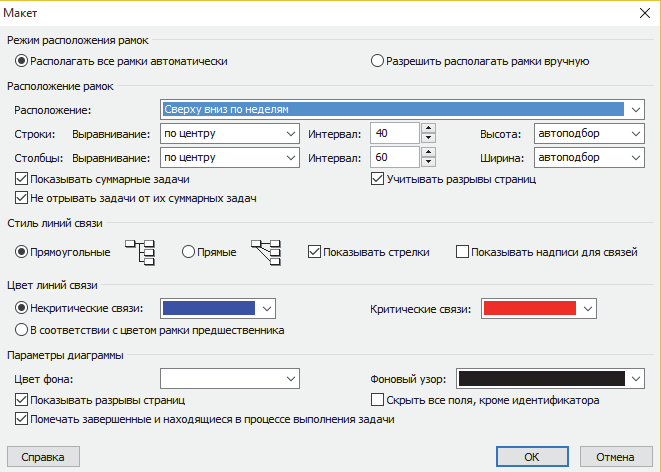 Макет
Режим расположения рамок
Располагать все рамки автоматически Разрешить располагать рамки вручную
Расположение рамок
Расположение: Сверху вниз по неделям
Строки: Выравнивание: по центру Интервал: 40 Высота: автоподбор
Столбцы: Выравнивание: по центру Интервал: 60 Ширина: автоподбор
Показывать суммарные задачи Учитывать разрывы страниц
Не отрывать задачи от их суммарных задач
Стиль линий связи
Прямоугольные Прямые Показывать стрелки Показывать надписи для связей
Цвет линий связи
Некритические связи: Критические связи:
В соответствии с цветом рамки предшественника
Параметры диаграммы
Цвет фона: Фоновый узор:
Показывать разрывы страниц Скрыть все поля, кроме идентификатора
Помечать завершенные и находящиеся в процессе выполнения задачи
Справка ОК Отмена